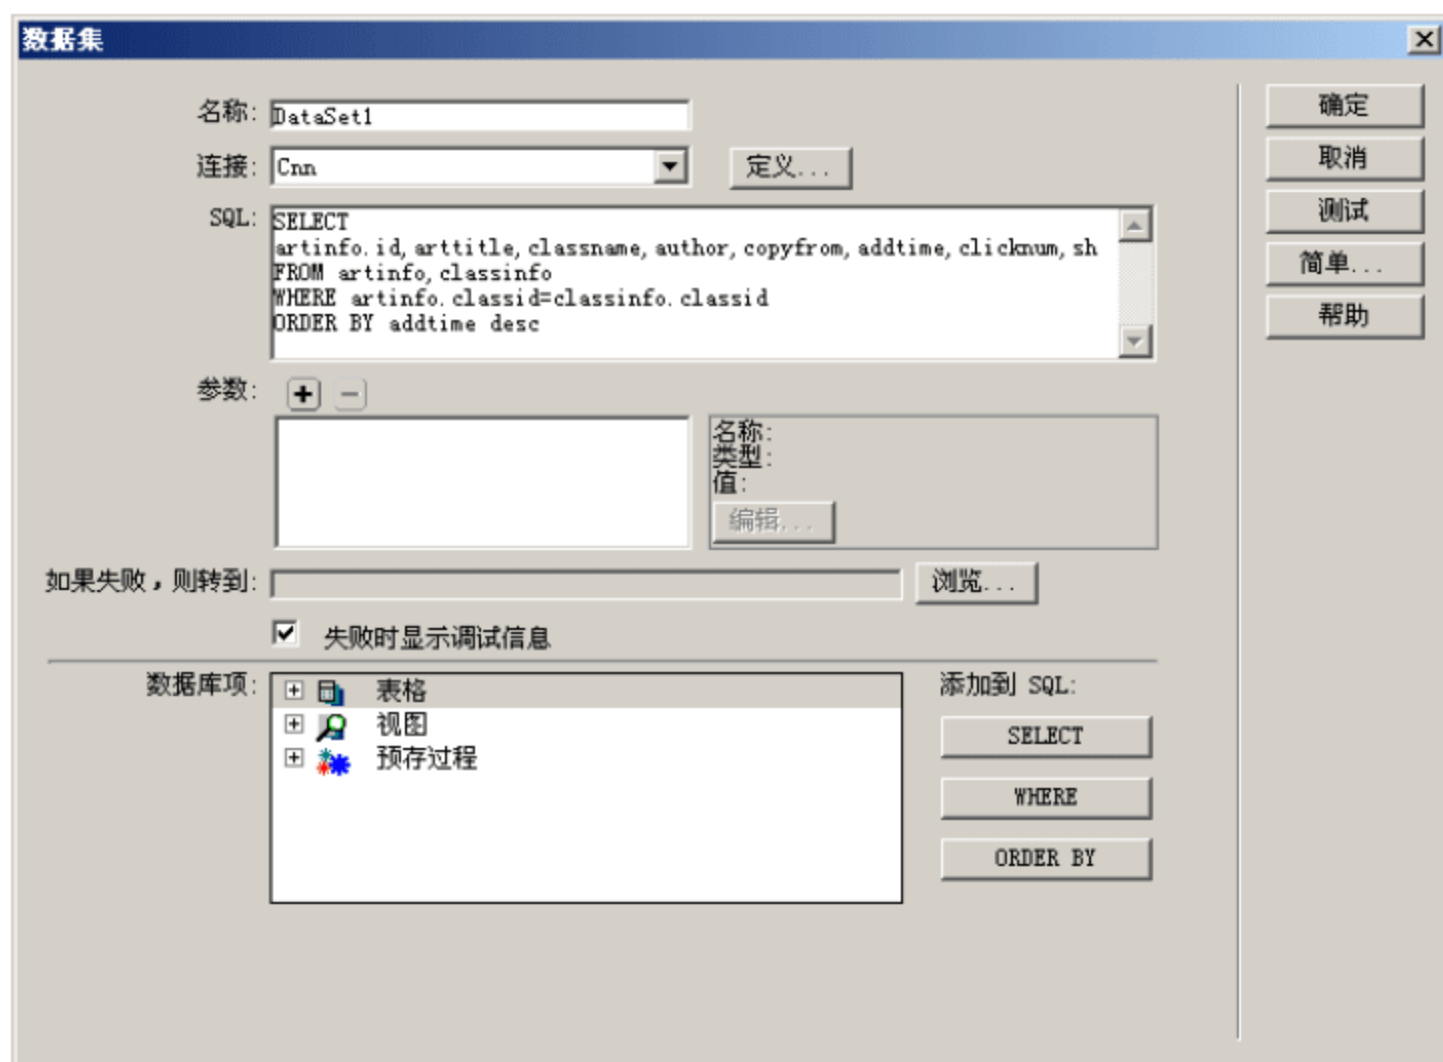 数据集
名称: DataSet1
连接: Cnn 定义...
SQL: SELECT
artinfo.id,arttitle,classname,author,copyfrom,addtime,clicknum,sh
FROM artinfo,classinfo
WHERE artinfo.classid=classinfo.classid
ORDER BY addtime desc
参数:
名称:
类型:
值:
编辑...
如果失败，则转到: 浏览...
失败时显示调试信息
数据库项:
表格
视图
预存过程
添加到 SQL:
SELECT
WHERE
ORDER BY
确定
取消
测试
简单...
帮助